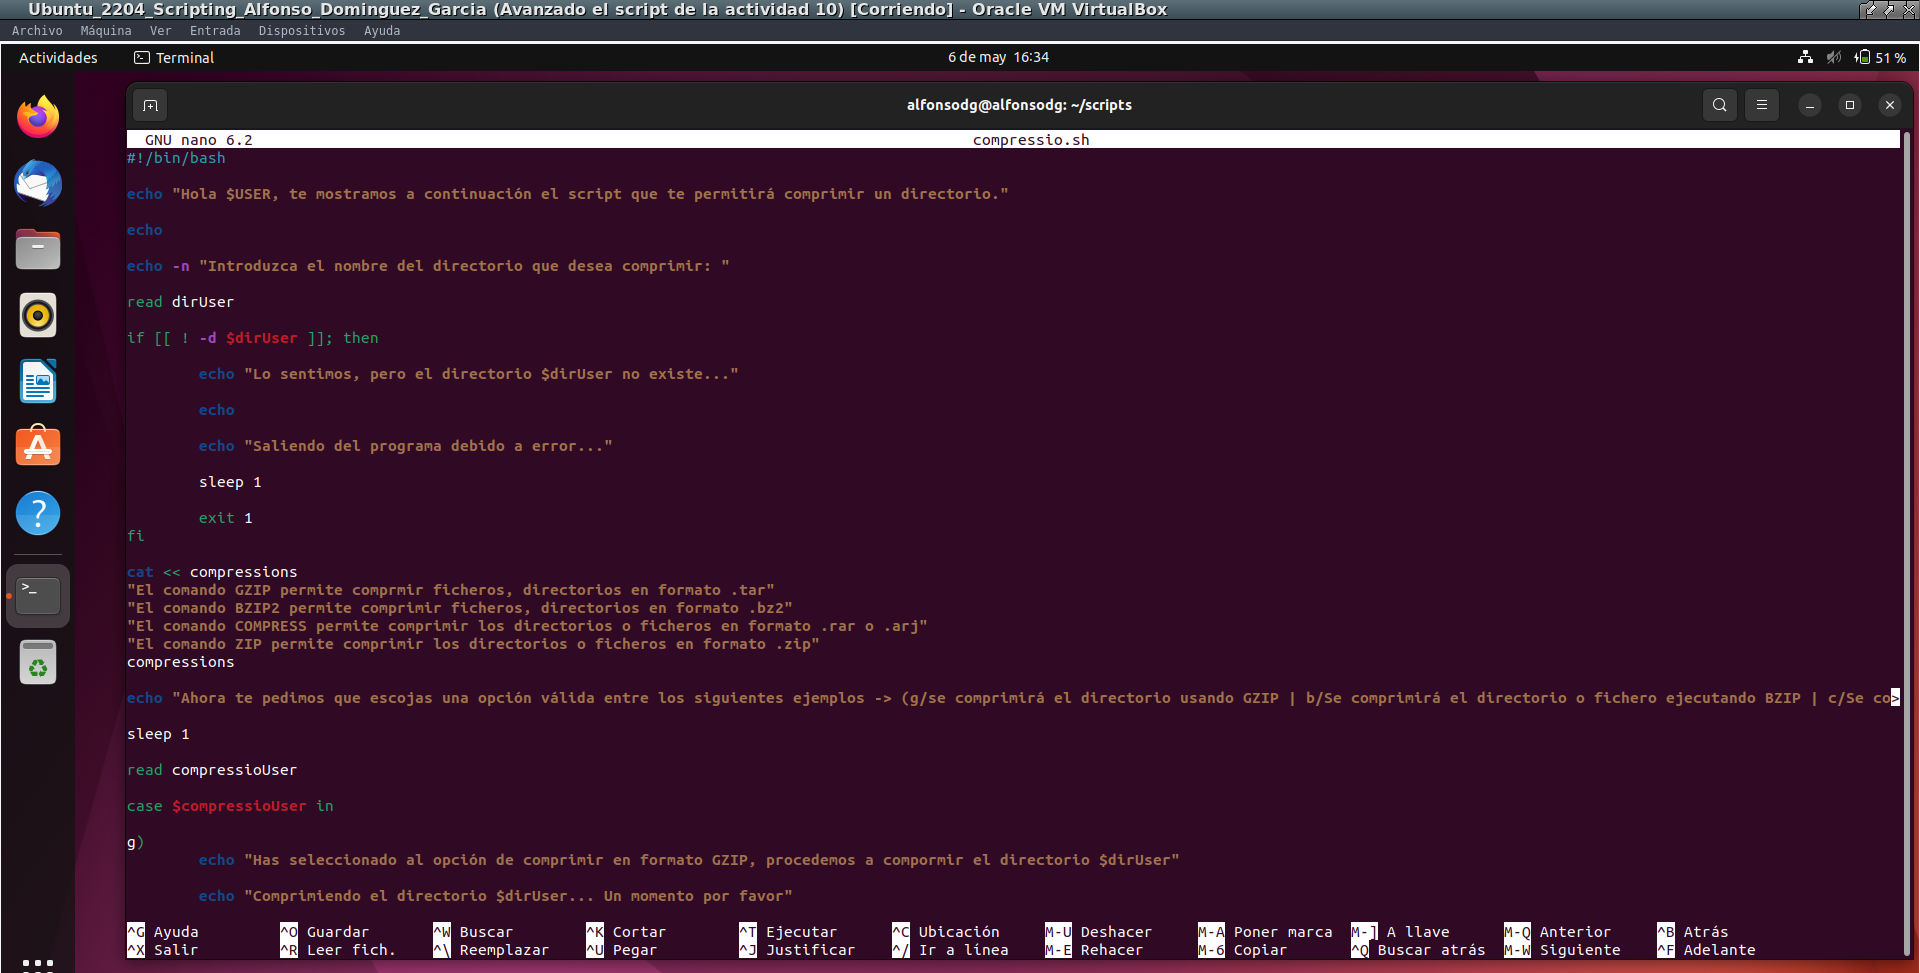 Ubuntu_2204_Scripting_Alfonso_Dominguez_Garcia (Avanzado el script de la actividad 10) [Corriendo] - Oracle VM VirtualBox
Archivo Máquina Ver Entrada Dispositivos Ayuda
Actividades Terminal 6 de may 16:34 51 %
alfonsodg@alfonsodg: ~/scripts
GNU nano 6.2 compressio.sh
#!/bin/bash
echo "Hola $USER, te mostramos a continuación el script que te permitirá comprimir un directorio."
echo
echo -n "Introduzca el nombre del directorio que desea comprimir: "
read dirUser
if [[ ! -d $dirUser ]]; then
echo "Lo sentimos, pero el directorio $dirUser no existe..."
echo
echo "Saliendo del programa debido a error..."
sleep 1
exit 1
fi
cat << compressions
"El comando GZIP permite comprmir ficheros, directorios en formato .tar"
"El comando BZIP2 permite comprimir ficheros, directorios en formato .bz2"
"El comando COMPRESS permite comprimir los directorios o ficheros en formato .rar o .arj"
"El comando ZIP permite comprimir los directorios o ficheros en formato .zip"
compressions
echo "Ahora te pedimos que escojas una opción válida entre los siguientes ejemplos -> (g/se comprimirá el directorio usando GZIP | b/Se comprimirá el directorio o fichero ejecutando BZIP | c/Se co>
sleep 1
read compressioUser
case $compressioUser in
g)
echo "Has seleccionado al opción de comprimir en formato GZIP, procedemos a compormir el directorio $dirUser"
echo "Comprimiendo el directorio $dirUser... Un momento por favor"
^G Ayuda ^O Guardar ^W Buscar ^K Cortar ^T Ejecutar ^C Ubicación M-U Deshacer M-A Poner marca M-] A llave M-Q Anterior ^B Atrás
^X Salir ^R Leer fich. ^\ Reemplazar ^U Pegar ^J Justificar ^/ Ir a línea M-E Rehacer M-6 Copiar ^Q Buscar atrás M-W Siguiente ^F Adelante